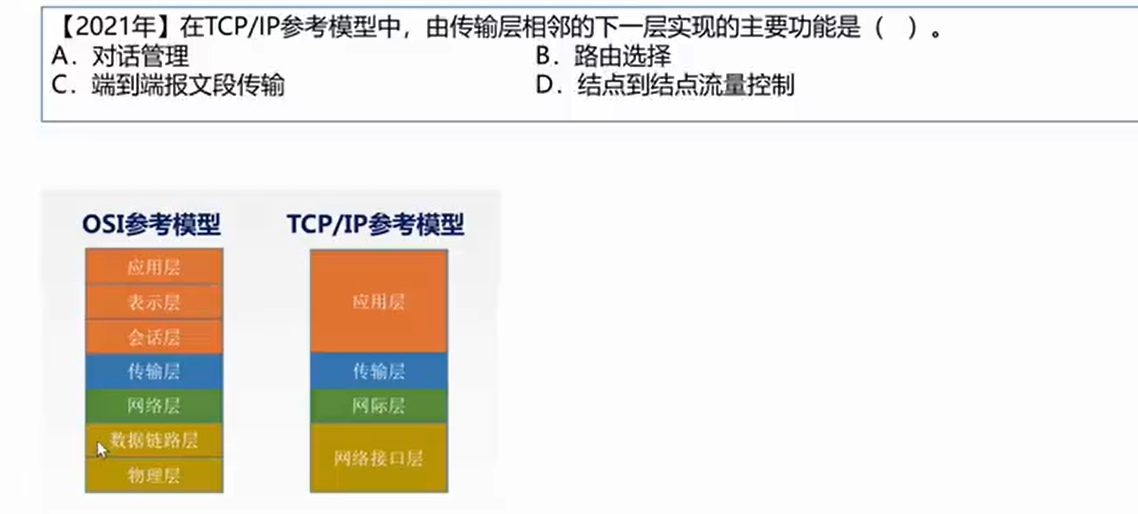 【2021年】在TCP/IP参考模型中，由传输层相邻的下一层实现的主要功能是（ ）。
A．对话管理 B．路由选择
C．端到端报文段传输 D．结点到结点流量控制
OSI参考模型 TCP/IP参考模型
应用层
表示层
会话层
传输层
网络层
数据链路层
物理层
应用层
传输层
网际层
网络接口层